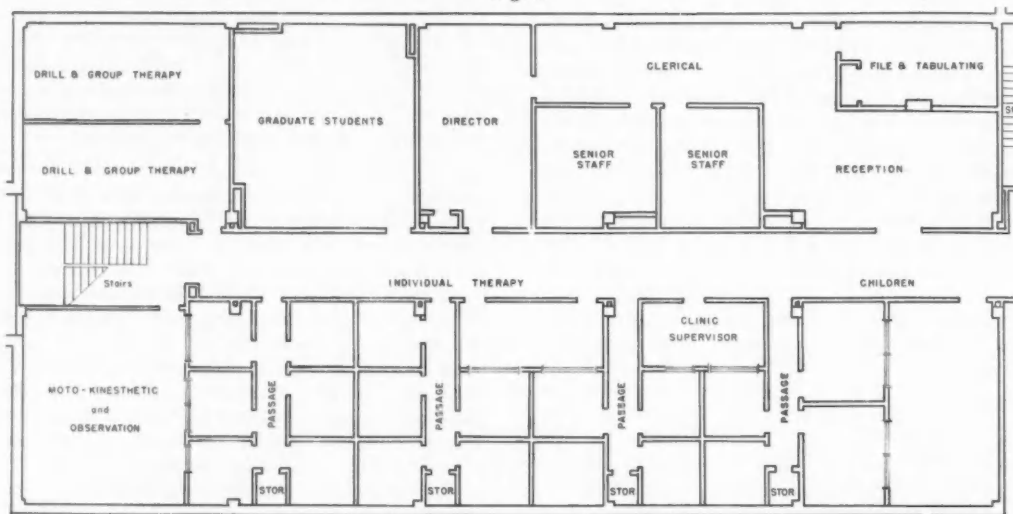 DRILL & GROUP THERAPY
GRADUATE STUDENTS
DIRECTOR
CLERICAL
FILE & TABULATING
DRILL & GROUP THERAPY
SENIOR
STAFF
SENIOR
STAFF
RECEPTION
Stairs
INDIVIDUAL THERAPY
CHILDREN
MOTO-KINESTHETIC
and
OBSERVATION
PASSAGE
PASSAGE
PASSAGE
CLINIC
SUPERVISOR
PASSAGE
STOR
STOR
STOR
STOR